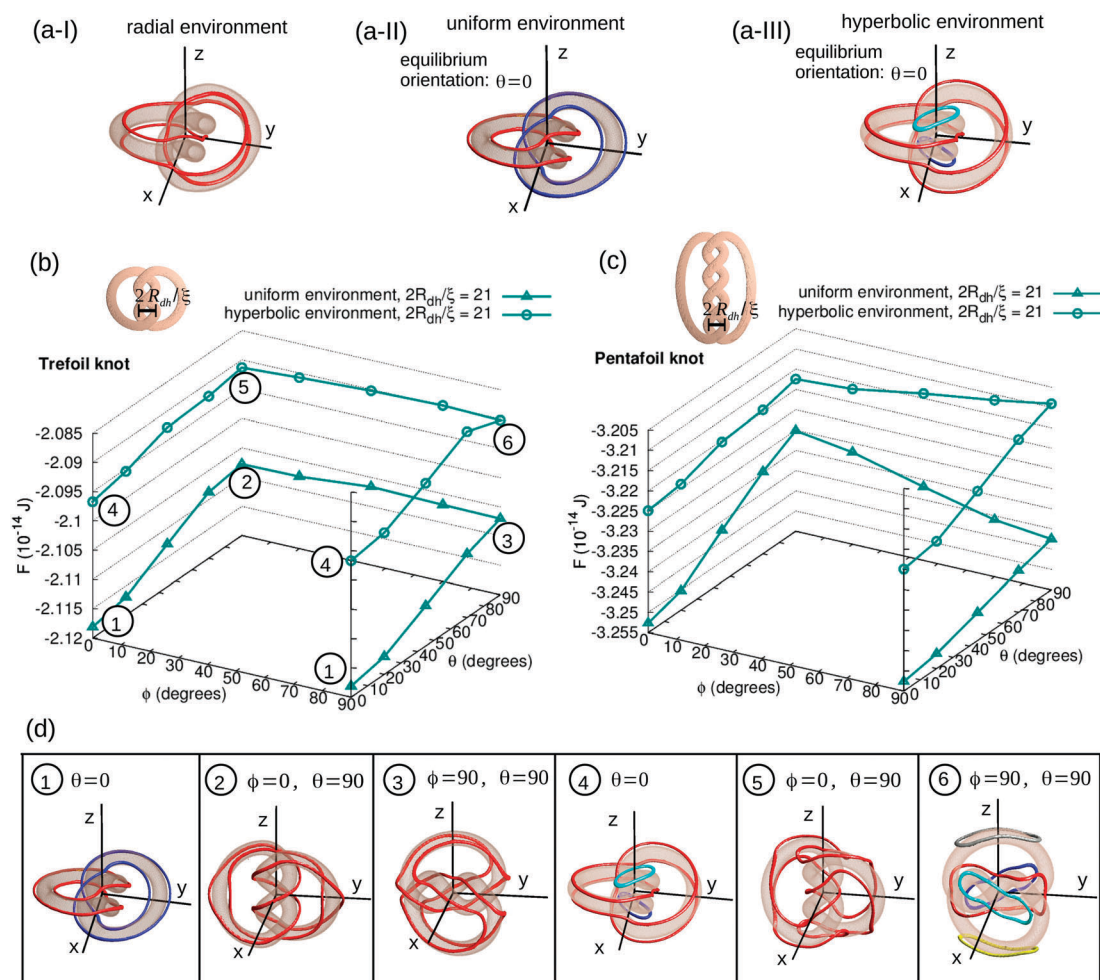 (a-I)
radial environment
z
y
x
(a-II)
uniform environment
equilibrium
orientation: θ=0
z
y
x
(a-III)
hyperbolic environment
equilibrium
orientation: θ=0
z
y
x
(b)
2 R_dh/ξ
uniform environment, 2R_dh/ξ = 21
hyperbolic environment, 2R_dh/ξ = 21
Trefoil knot
F (10^-14 J)
-2.085
-2.09
-2.095
-2.1
-2.105
-2.11
-2.115
-2.12
0 10 20 30 40 50 60 70 80 90
ϕ (degrees)
0 10 20 30 40 50 60 70 80 90
θ (degrees)
5
4
2
6
3
4
1
1
(c)
2 R_dh/ξ
uniform environment, 2R_dh/ξ = 21
hyperbolic environment, 2R_dh/ξ = 21
Pentafoil knot
F (10^-14 J)
-3.205
-3.21
-3.215
-3.22
-3.225
-3.23
-3.235
-3.24
-3.245
-3.25
-3.255
0 10 20 30 40 50 60 70 80 90
ϕ (degrees)
0 10 20 30 40 50 60 70 80 90
θ (degrees)
(d)
1 θ=0
z
y
x
2 ϕ=0, θ=90
z
y
x
3 ϕ=90, θ=90
z
y
x
4 θ=0
z
y
x
5 ϕ=0, θ=90
z
y
x
6 ϕ=90, θ=90
z
y
x